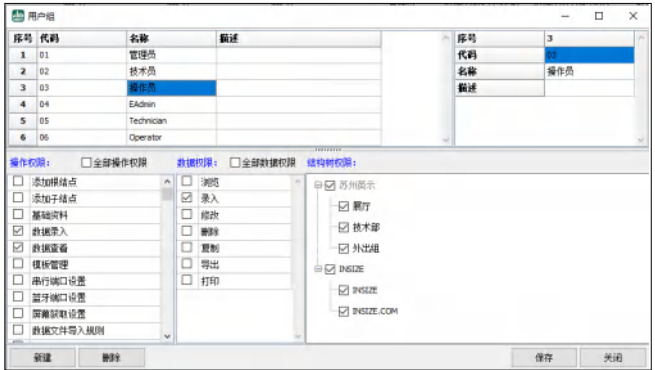 用户组
序号 代码 名称 描述
1 01 管理员
2 02 技术员
3 03 操作员
4 04 EAdmin
5 05 Technician
6 06 Operator
序号 3
代码 03
名称 操作员
描述
操作权限： 全部操作权限 数据权限： 全部数据权限 结构树权限：
添加根结点
添加子结点
基础资料
数据录入
数据查看
模板管理
串行端口设置
蓝牙端口设置
屏幕获取设置
数据文件导入规则
浏览
录入
修改
删除
复制
导出
打印
苏州英示
展厅
技术部
外出组
INSIZE
INSIZE
INSIZE.COM
新建 删除 保存 关闭